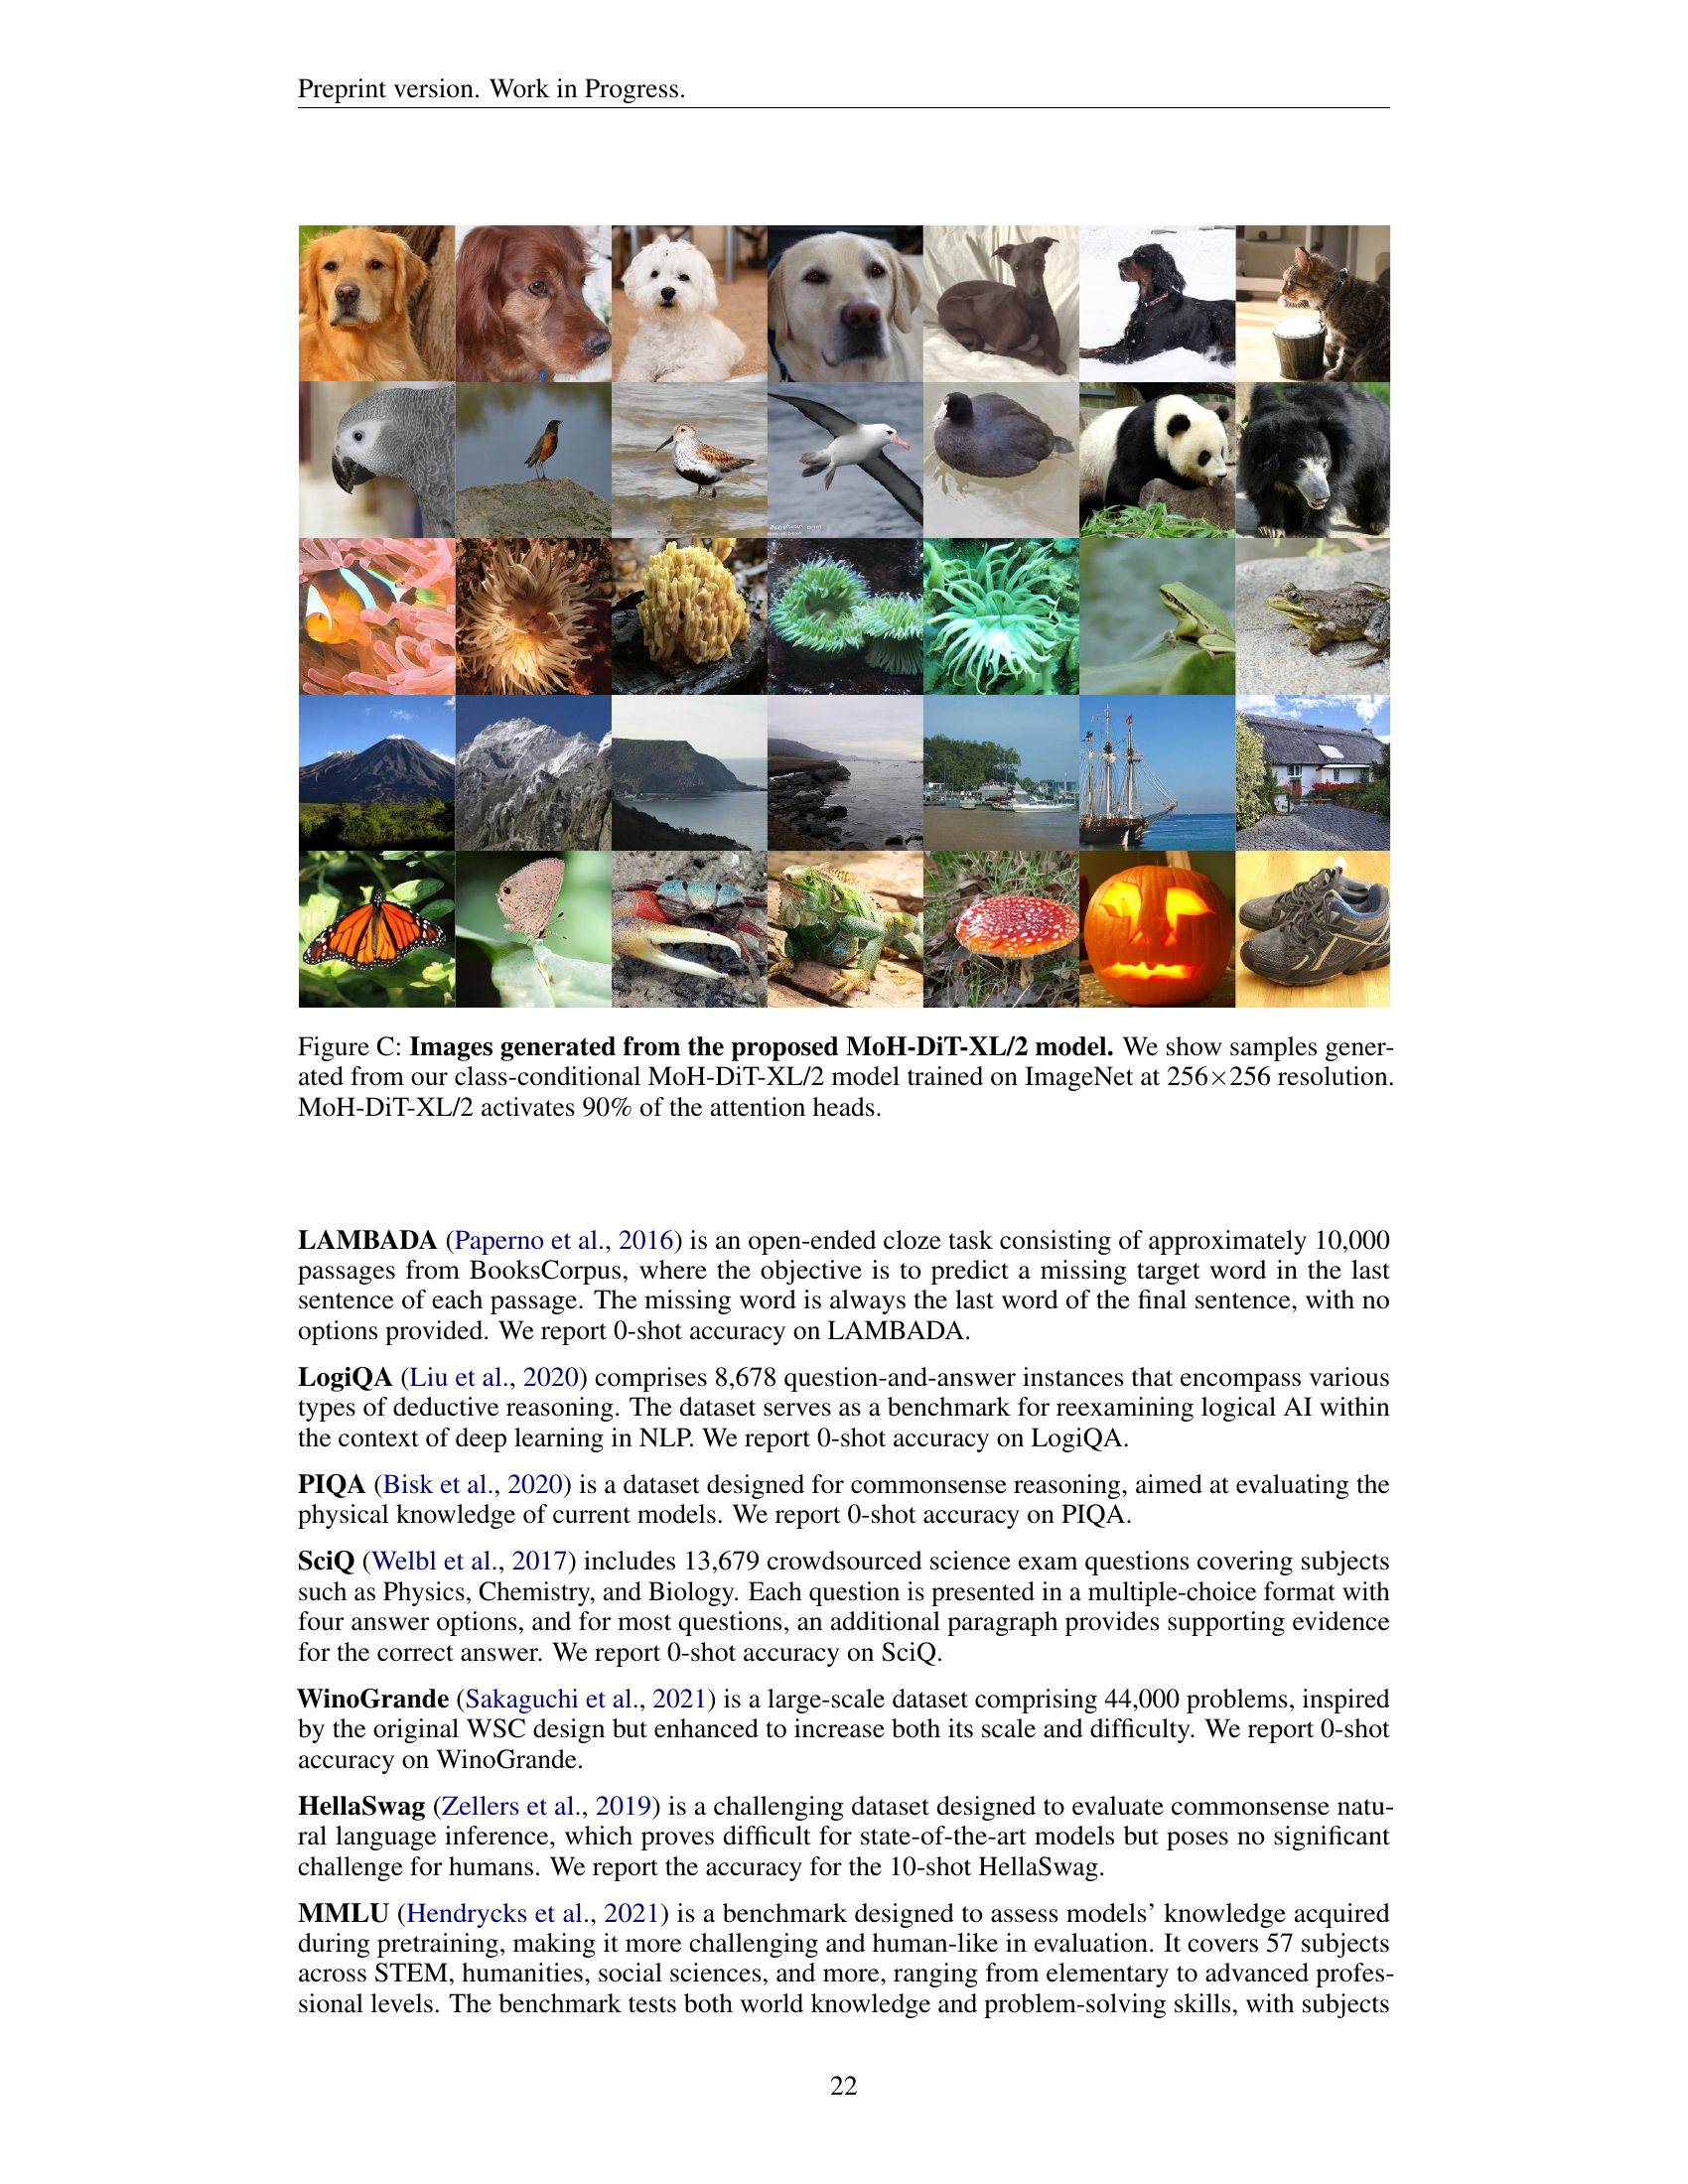 Preprint version. Work in Progress.
Figure C: Images generated from the proposed MoH-DiT-XL/2 model. We show samples gener-
ated from our class-conditional MoH-DiT-XL/2 model trained on ImageNet at 256×256 resolution.
MoH-DiT-XL/2 activates 90% of the attention heads.
LAMBADA (Paperno et al., 2016) is an open-ended cloze task consisting of approximately 10,000
passages from BooksCorpus, where the objective is to predict a missing target word in the last
sentence of each passage. The missing word is always the last word of the final sentence, with no
options provided. We report 0-shot accuracy on LAMBADA.
LogiQA (Liu et al., 2020) comprises 8,678 question-and-answer instances that encompass various
types of deductive reasoning. The dataset serves as a benchmark for reexamining logical AI within
the context of deep learning in NLP. We report 0-shot accuracy on LogiQA.
PIQA (Bisk et al., 2020) is a dataset designed for commonsense reasoning, aimed at evaluating the
physical knowledge of current models. We report 0-shot accuracy on PIQA.
SciQ (Welbl et al., 2017) includes 13,679 crowdsourced science exam questions covering subjects
such as Physics, Chemistry, and Biology. Each question is presented in a multiple-choice format with
four answer options, and for most questions, an additional paragraph provides supporting evidence
for the correct answer. We report 0-shot accuracy on SciQ.
WinoGrande (Sakaguchi et al., 2021) is a large-scale dataset comprising 44,000 problems, inspired
by the original WSC design but enhanced to increase both its scale and difficulty. We report 0-shot
accuracy on WinoGrande.
HellaSwag (Zellers et al., 2019) is a challenging dataset designed to evaluate commonsense natu-
ral language inference, which proves difficult for state-of-the-art models but poses no significant
challenge for humans. We report the accuracy for the 10-shot HellaSwag.
MMLU (Hendrycks et al., 2021) is a benchmark designed to assess models' knowledge acquired
during pretraining, making it more challenging and human-like in evaluation. It covers 57 subjects
across STEM, humanities, social sciences, and more, ranging from elementary to advanced profes-
sional levels. The benchmark tests both world knowledge and problem-solving skills, with subjects
22